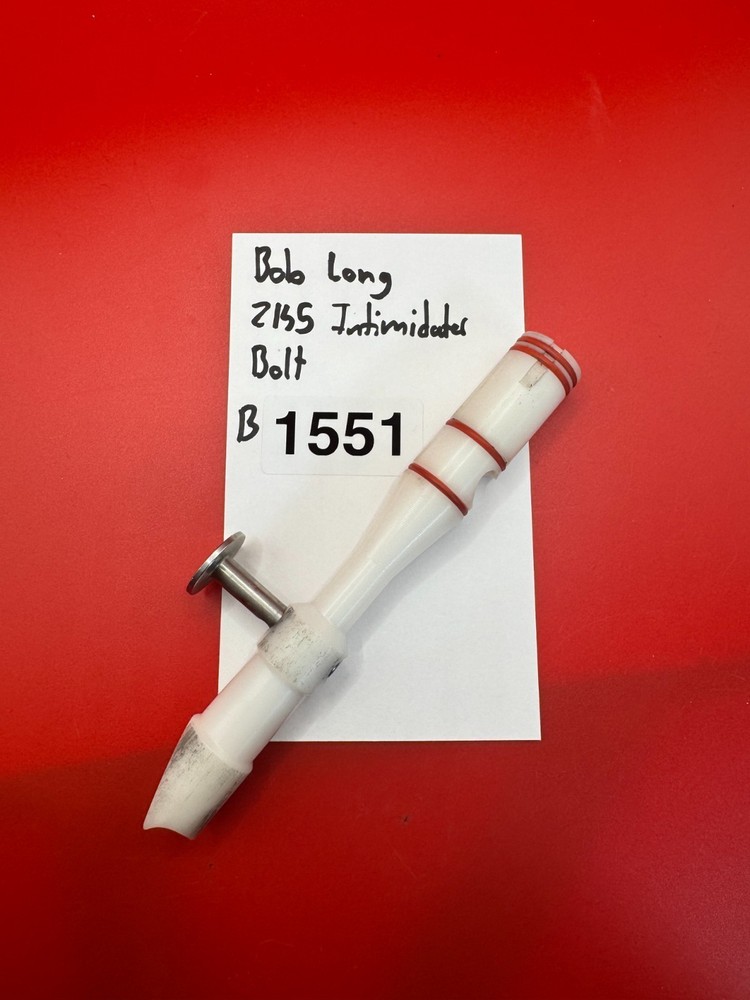 Bob Long
2K5 Intimidator
Bolt
B 1551